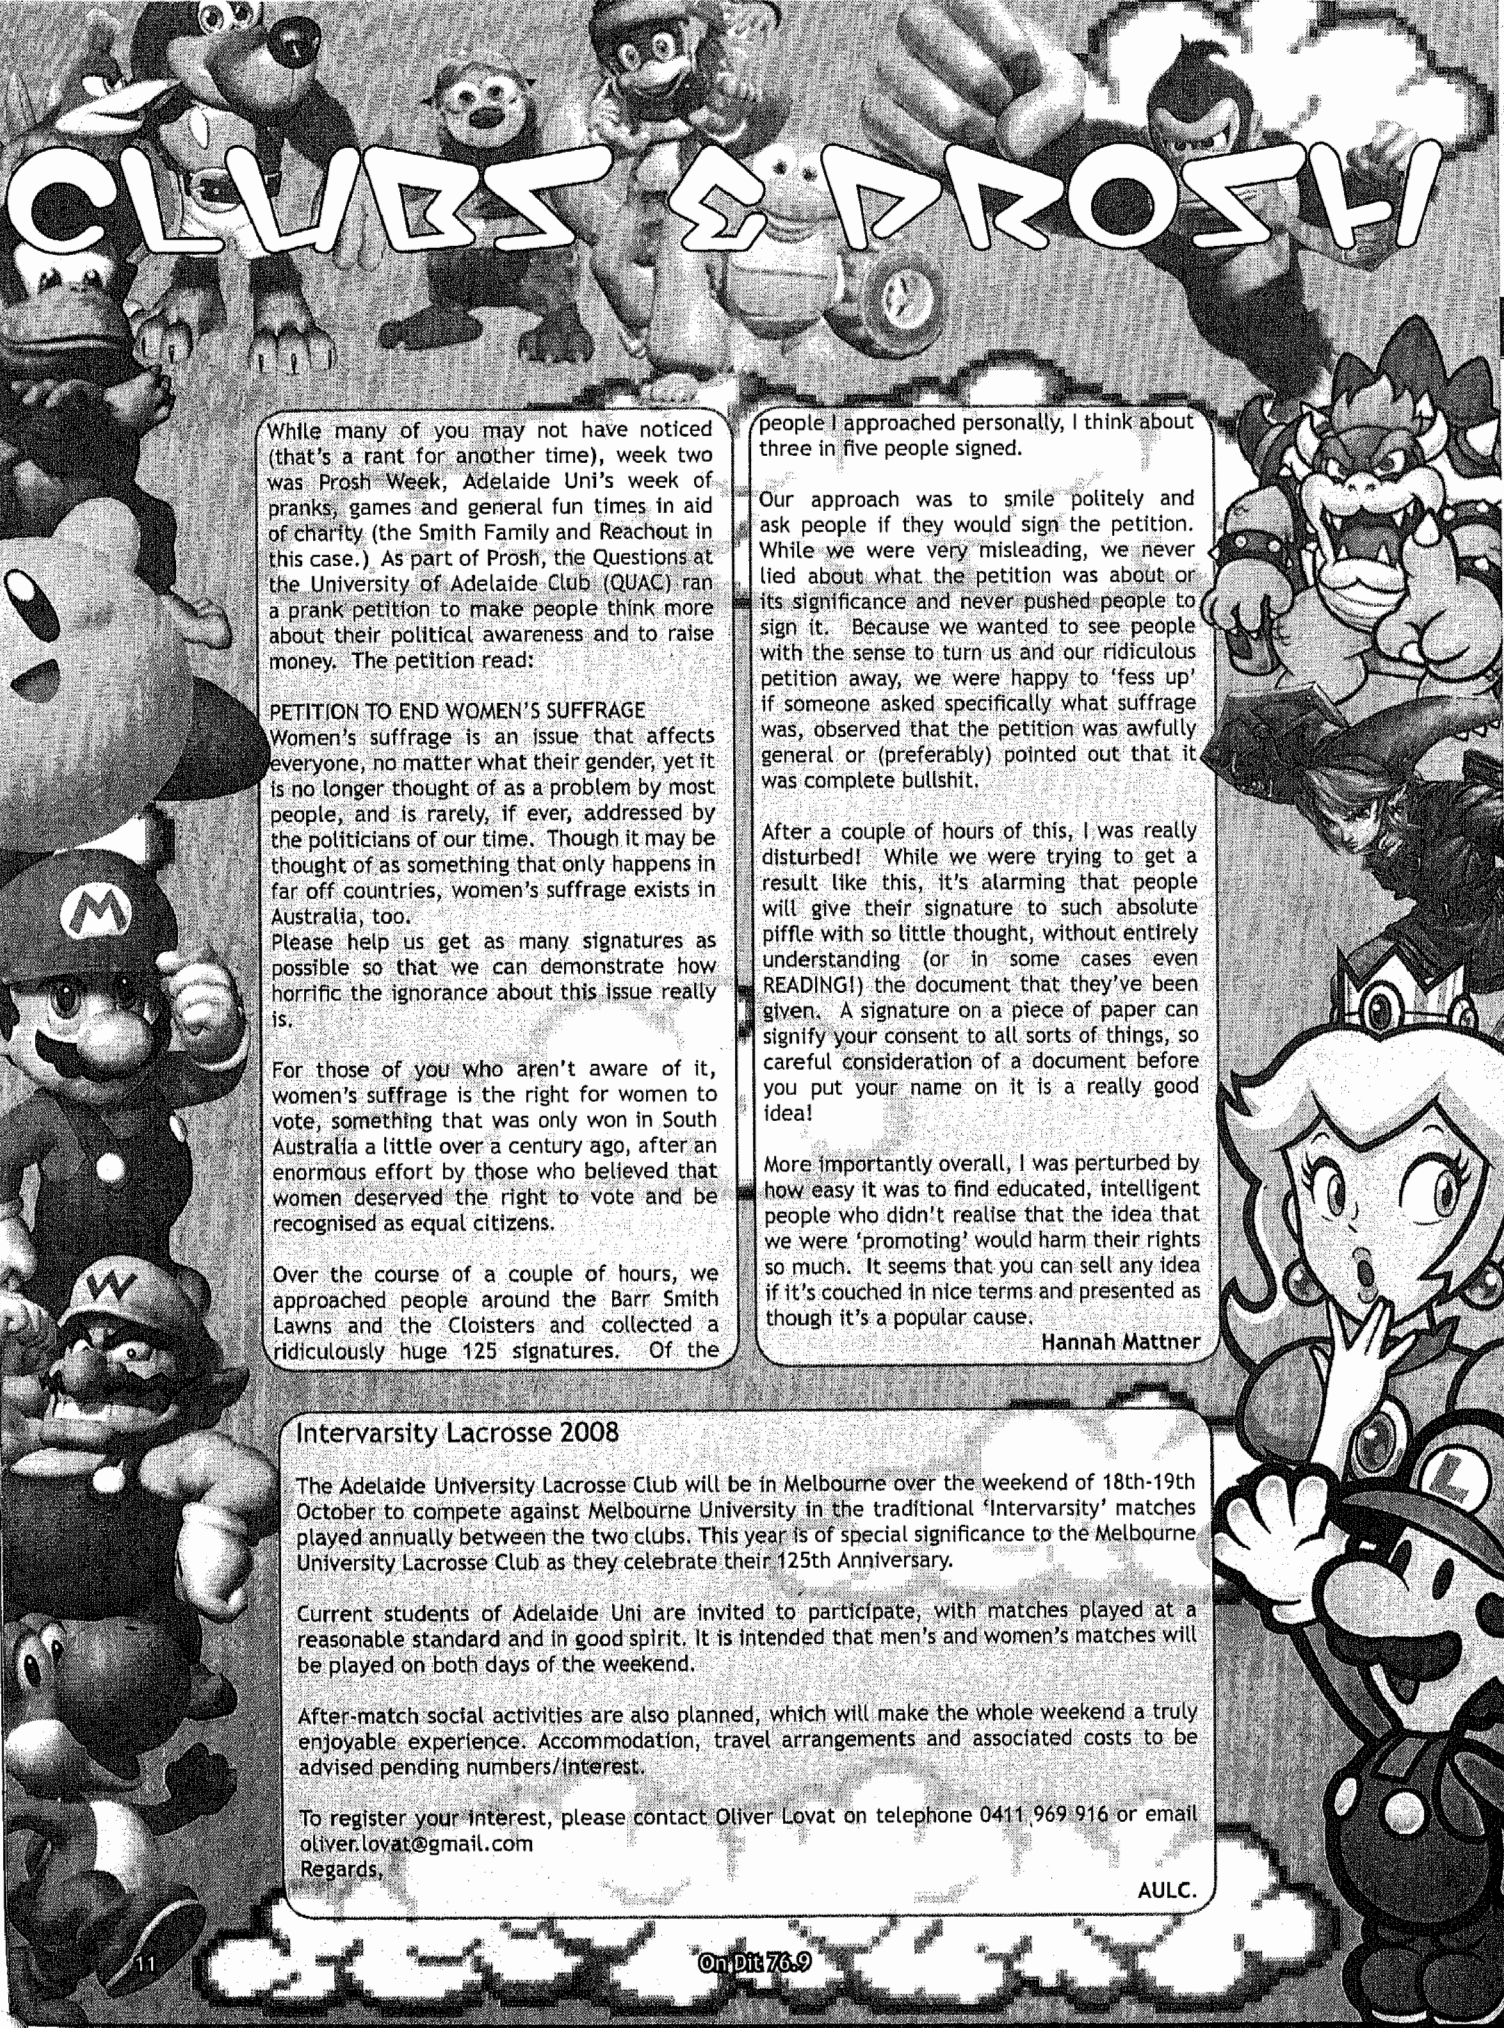 CLUBS & PROSH
While many of you may not have noticed
(that's a rant for another time), week two
was Prosh Week, Adelaide Uni's week of
pranks, games and general fun times in aid
of charity (the Smith Family and Reachout in
this case.) As part of Prosh, the Questions at
the University of Adelaide Club (QUAC) ran
a prank petition to make people think more
about their political awareness and to raise
money. The petition read:
PETITION TO END WOMEN'S SUFFRAGE
Women's suffrage is an issue that affects
everyone, no matter what their gender, yet it
is no longer thought of as a problem by most
people, and is rarely, if ever, addressed by
the politicians of our time. Though it may be
thought of as something that only happens in
far off countries, women's suffrage exists in
Australia, too.
Please help us get as many signatures as
possible so that we can demonstrate how
horrific the ignorance about this issue really
is.
For those of you who aren't aware of it,
women's suffrage is the right for women to
vote, something that was only won in South
Australia a little over a century ago, after an
enormous effort by those who believed that
women deserved the right to vote and be
recognised as equal citizens.
Over the course of a couple of hours, we
approached people around the Barr Smith
Lawns and the Cloisters and collected a
ridiculously huge 125 signatures. Of the
people I approached personally, I think about
three in five people signed.
Our approach was to smile politely and
ask people if they would sign the petition.
While we were very misleading, we never
lied about what the petition was about or
its significance and never pushed people to
sign it. Because we wanted to see people
with the sense to turn us and our ridiculous
petition away, we were happy to 'fess up'
if someone asked specifically what suffrage
was, observed that the petition was awfully
general or (preferably) pointed out that it
was complete bullshit.
After a couple of hours of this, I was really
disturbed! While we were trying to get a
result like this, it's alarming that people
will give their signature to such absolute
piffle with so little thought, without entirely
understanding (or in some cases even
READING!) the document that they've been
given. A signature on a piece of paper can
signify your consent to all sorts of things, so
careful consideration of a document before
you put your name on it is a really good
idea!
More importantly overall, I was perturbed by
how easy it was to find educated, intelligent
people who didn't realise that the idea that
we were 'promoting' would harm their rights
so much. It seems that you can sell any idea
if it's couched in nice terms and presented as
though it's a popular cause.
Hannah Mattner
M
W
L
Intervarsity Lacrosse 2008
The Adelaide University Lacrosse Club will be in Melbourne over the weekend of 18th-19th
October to compete against Melbourne University in the traditional 'Intervarsity' matches
played annually between the two clubs. This year is of special significance to the Melbourne
University Lacrosse Club as they celebrate their 125th Anniversary.
Current students of Adelaide Uni are invited to participate, with matches played at a
reasonable standard and in good spirit. It is intended that men's and women's matches will
be played on both days of the weekend.
After-match social activities are also planned, which will make the whole weekend a truly
enjoyable experience. Accommodation, travel arrangements and associated costs to be
advised pending numbers/interest.
To register your interest, please contact Oliver Lovat on telephone 0411 969 916 or email
oliver.lovat@gmail.com
Regards,
AULC.
11
On Dit 76.9